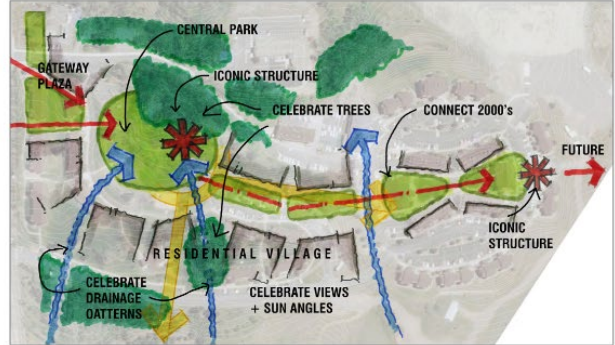 CENTRAL PARK
GATEWAY
PLAZA
ICONIC STRUCTURE
CELEBRATE TREES
CONNECT 2000's
FUTURE
ICONIC
STRUCTURE
RESIDENTIAL VILLAGE
CELEBRATE
DRAINAGE
OATTERNS
CELEBRATE VIEWS
+ SUN ANGLES